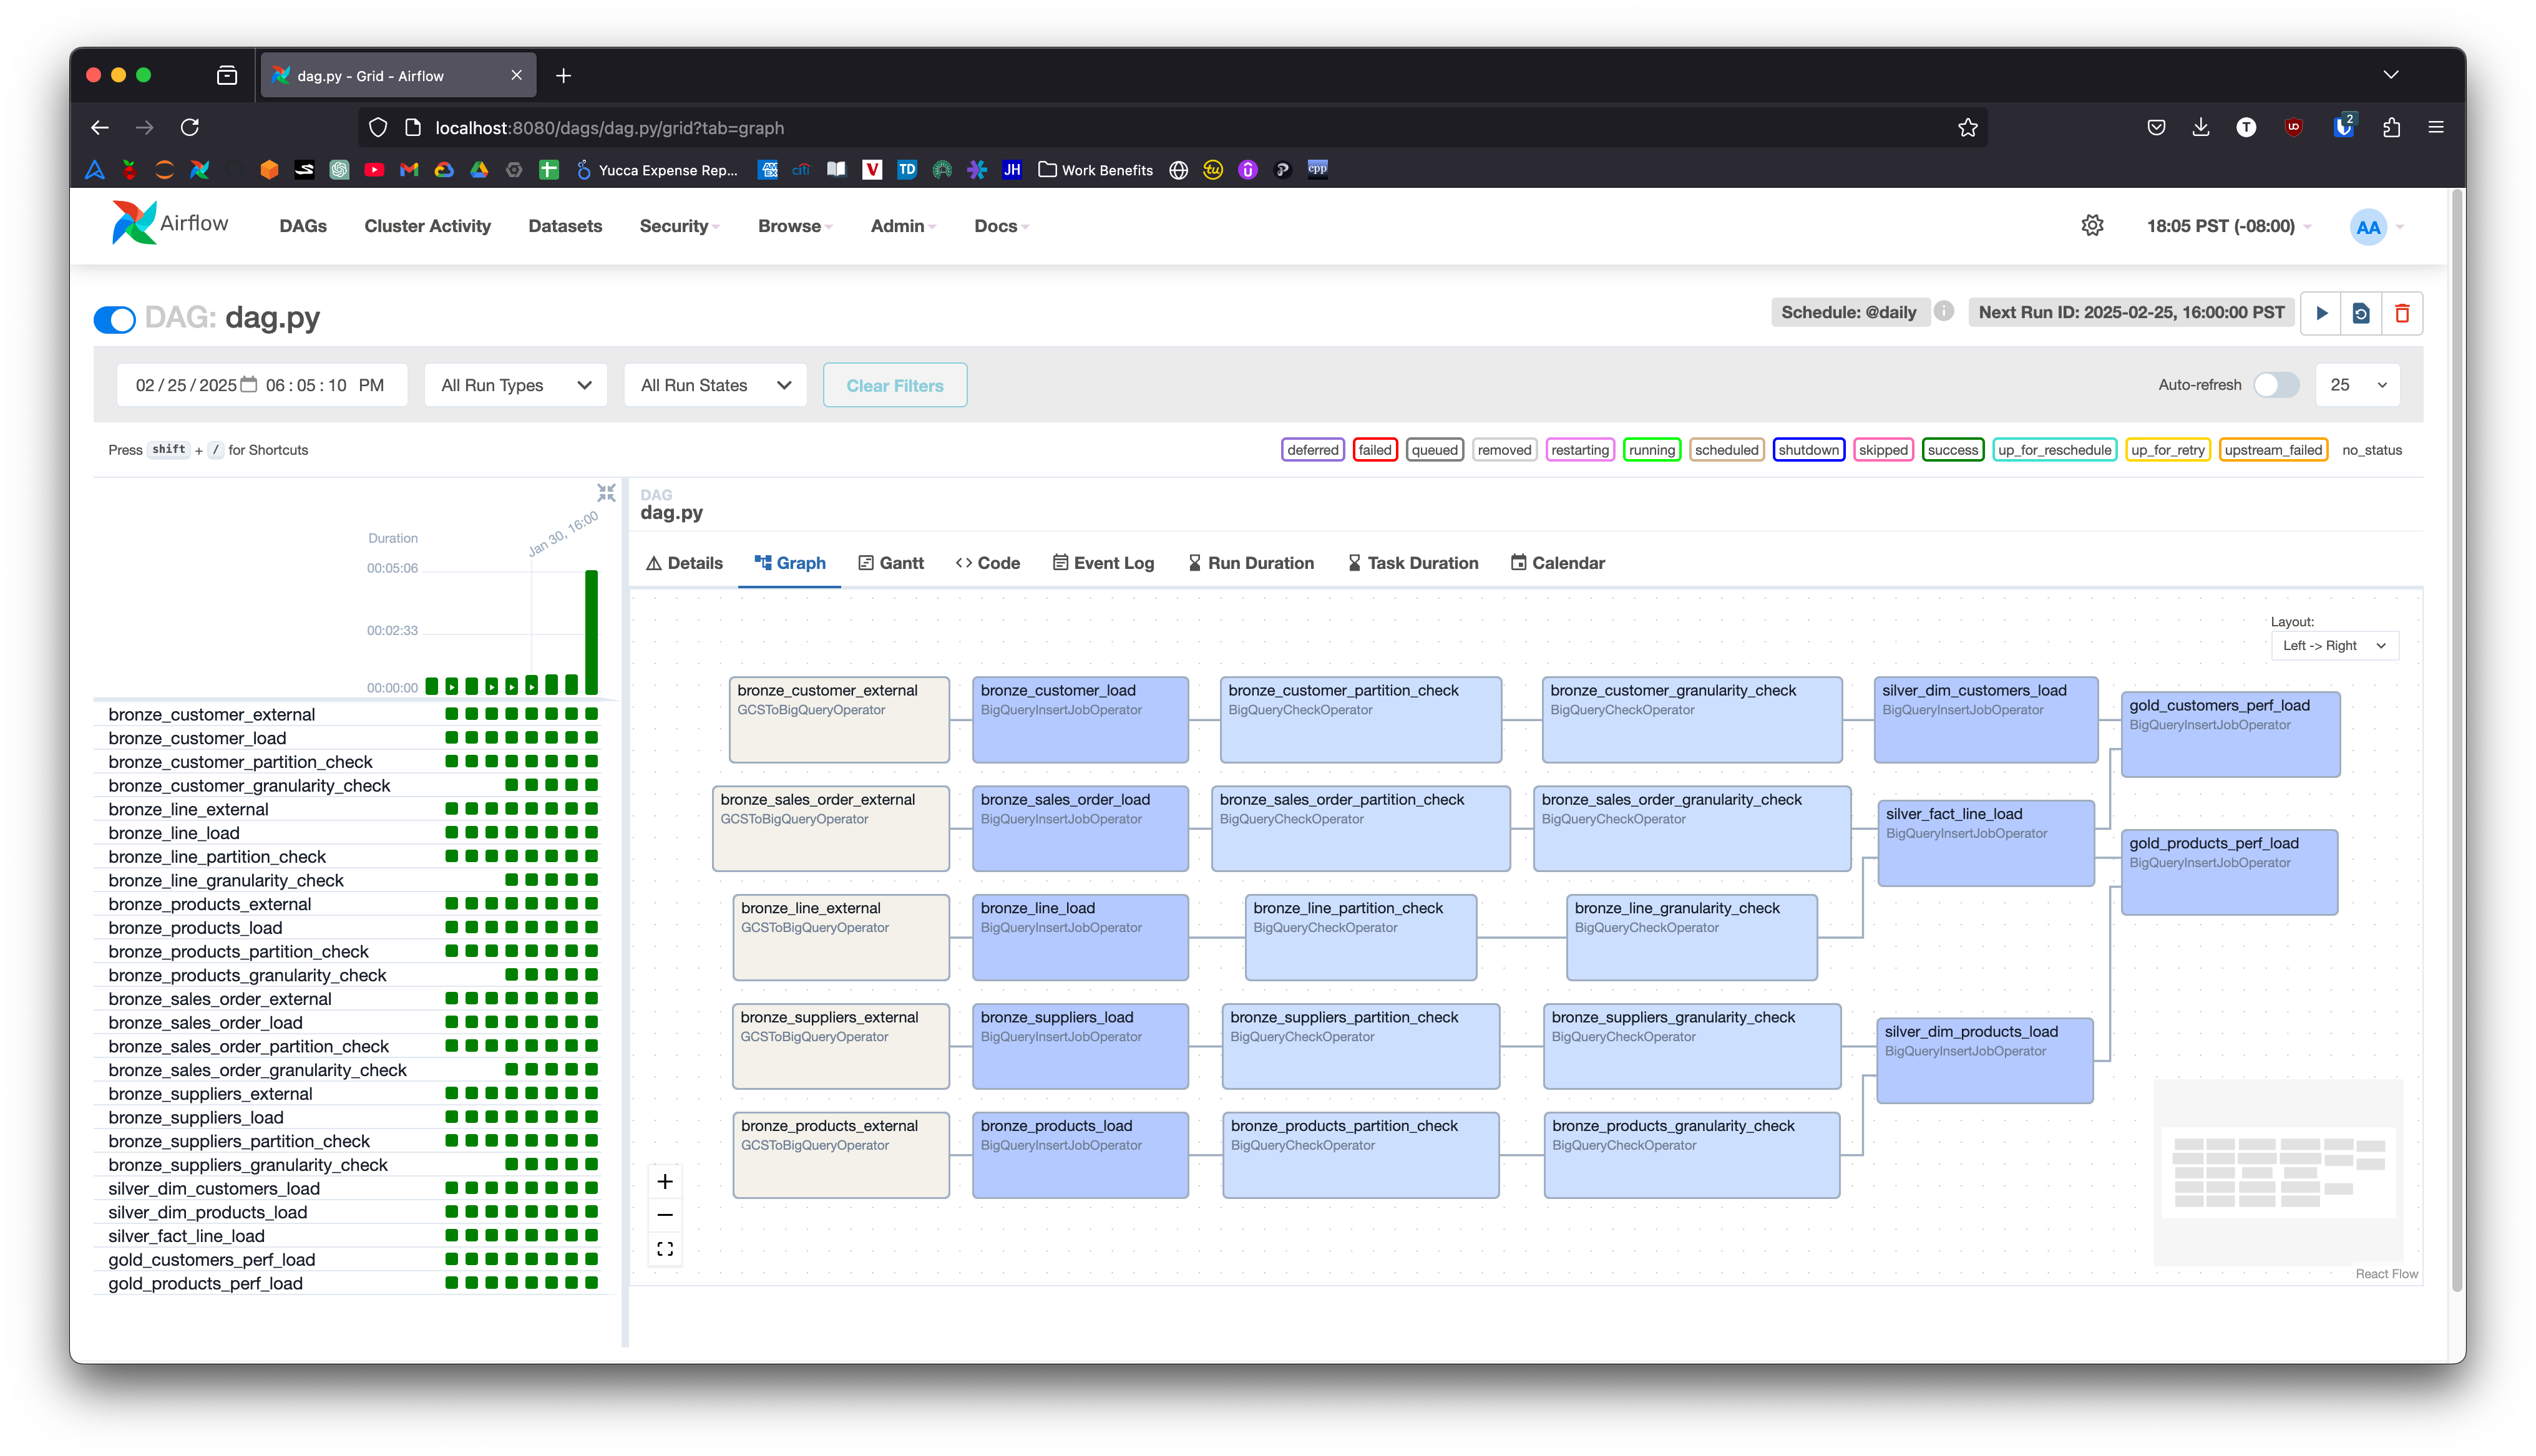 dag.py - Grid - Airflow
localhost:8080/dags/dag.py/grid?tab=graph
T
2
citi
V
TD
JH
Yucca Expense Rep...
Work Benefits
tu
cpp
Airflow
DAGs
Cluster Activity
Datasets
Security
Browse
Admin
Docs
18:05 PST (-08:00)
AA
DAG: dag.py
Schedule: @daily
Next Run ID: 2025-02-25, 16:00:00 PST
02 / 25 / 2025 06 : 05 : 10 PM
All Run Types
All Run States
Clear Filters
Auto-refresh
25
Press shift + / for Shortcuts
deferred
failed
queued
removed
restarting
running
scheduled
shutdown
skipped
success
up_for_reschedule
up_for_retry
upstream_failed
no_status
Jan 30, 16:00
Duration
00:05:06
00:02:33
00:00:00
bronze_customer_external
bronze_customer_load
bronze_customer_partition_check
bronze_customer_granularity_check
bronze_line_external
bronze_line_load
bronze_line_partition_check
bronze_line_granularity_check
bronze_products_external
bronze_products_load
bronze_products_partition_check
bronze_products_granularity_check
bronze_sales_order_external
bronze_sales_order_load
bronze_sales_order_partition_check
bronze_sales_order_granularity_check
bronze_suppliers_external
bronze_suppliers_load
bronze_suppliers_partition_check
bronze_suppliers_granularity_check
silver_dim_customers_load
silver_dim_products_load
silver_fact_line_load
gold_customers_perf_load
gold_products_perf_load
DAG
dag.py
Details
Graph
Gantt
Code
Event Log
Run Duration
Task Duration
Calendar
Layout:
Left -> Right
bronze_customer_external
GCSToBigQueryOperator
bronze_customer_load
BigQueryInsertJobOperator
bronze_customer_partition_check
BigQueryCheckOperator
bronze_customer_granularity_check
BigQueryCheckOperator
silver_dim_customers_load
BigQueryInsertJobOperator
gold_customers_perf_load
BigQueryInsertJobOperator
bronze_sales_order_external
GCSToBigQueryOperator
bronze_sales_order_load
BigQueryInsertJobOperator
bronze_sales_order_partition_check
BigQueryCheckOperator
bronze_sales_order_granularity_check
BigQueryCheckOperator
silver_fact_line_load
BigQueryInsertJobOperator
gold_products_perf_load
BigQueryInsertJobOperator
bronze_line_external
GCSToBigQueryOperator
bronze_line_load
BigQueryInsertJobOperator
bronze_line_partition_check
BigQueryCheckOperator
bronze_line_granularity_check
BigQueryCheckOperator
bronze_suppliers_external
GCSToBigQueryOperator
bronze_suppliers_load
BigQueryInsertJobOperator
bronze_suppliers_partition_check
BigQueryCheckOperator
bronze_suppliers_granularity_check
BigQueryCheckOperator
silver_dim_products_load
BigQueryInsertJobOperator
bronze_products_external
GCSToBigQueryOperator
bronze_products_load
BigQueryInsertJobOperator
bronze_products_partition_check
BigQueryCheckOperator
bronze_products_granularity_check
BigQueryCheckOperator
React Flow